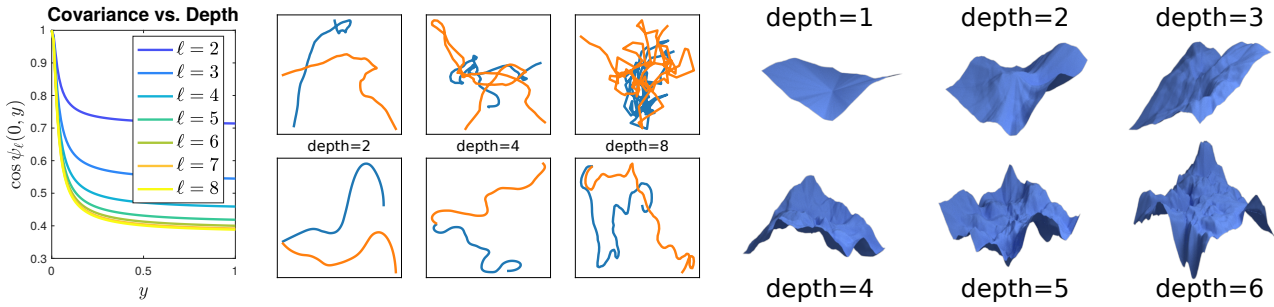 Covariance vs. Depth
1
0.9
0.8
0.7
0.6
0.5
0.4
0.3
cos ψℓ(0, y)
ℓ = 2
ℓ = 3
ℓ = 4
ℓ = 5
ℓ = 6
ℓ = 7
ℓ = 8
0 0.5 1
y
depth=2 depth=4 depth=8
depth=1 depth=2 depth=3
depth=4 depth=5 depth=6